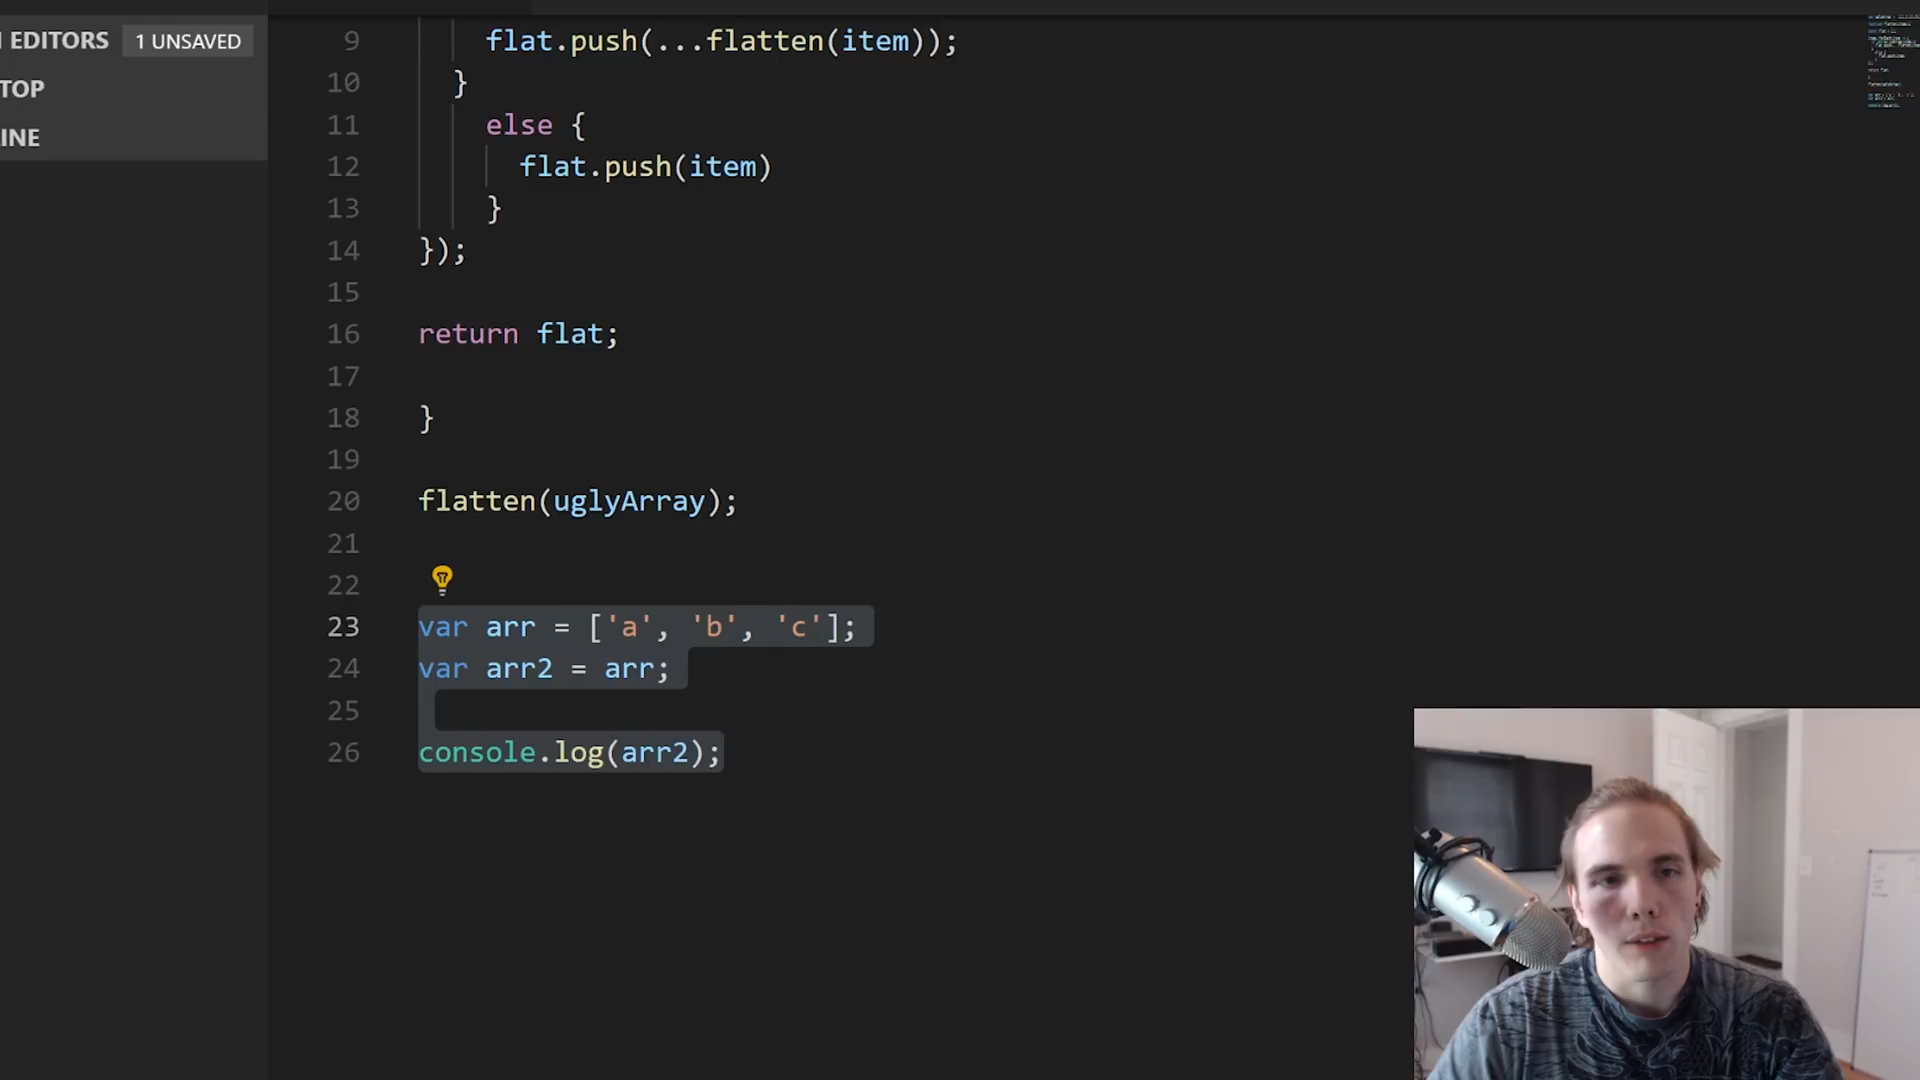 EDITORS 1 UNSAVED
TOP
INE
9 flat.push(...flatten(item));
10 }
11 else {
12 flat.push(item)
13 }
14 });
15
16 return flat;
17
18 }
19
20 flatten(uglyArray);
21
22
23 var arr = ['a', 'b', 'c'];
24 var arr2 = arr;
25
26 console.log(arr2);